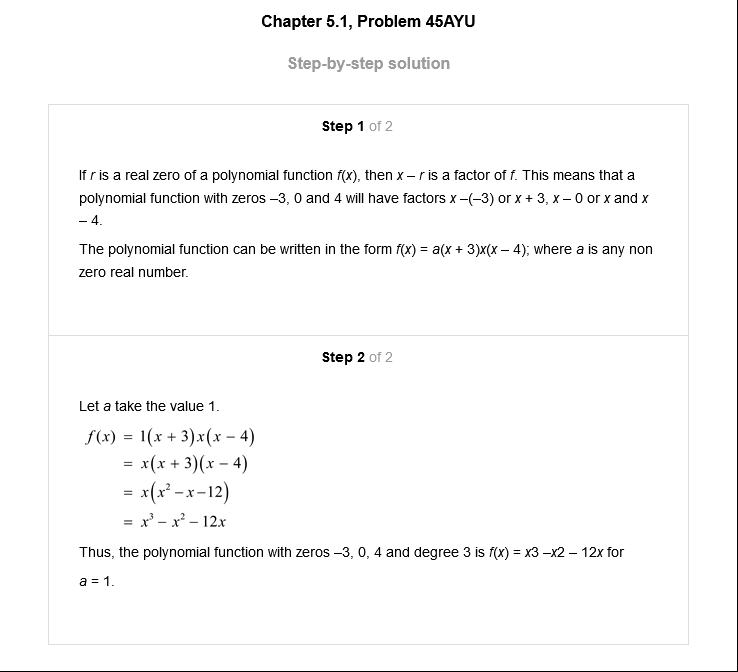 Chapter 5.1, Problem 45AYU
Step-by-step solution
Step 1 of 2
If r is a real zero of a polynomial function f(x), then x – r is a factor of f. This means that a
polynomial function with zeros –3, 0 and 4 will have factors x –(–3) or x + 3, x – 0 or x and x
– 4.
The polynomial function can be written in the form f(x) = a(x + 3)x(x – 4); where a is any non
zero real number.
Step 2 of 2
Let a take the value 1.
f(x) = 1(x + 3)x(x − 4)
= x(x + 3)(x − 4)
= x(x² − x − 12)
= x³ − x² − 12x
Thus, the polynomial function with zeros –3, 0, 4 and degree 3 is f(x) = x3 –x2 – 12x for
a = 1.